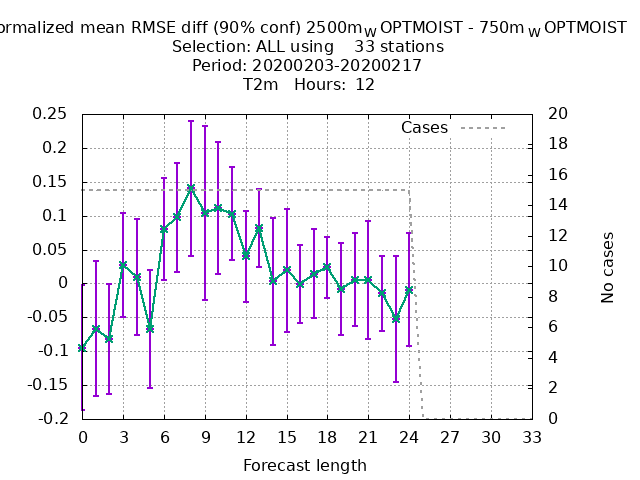 ormalized mean RMSE diff (90% conf) 2500mW OPTMOIST - 750mW OPTMOIST
Selection: ALL using 33 stations
Period: 20200203-20200217
T2m Hours: 12
0.25
0.2
0.15
0.1
0.05
0
-0.05
-0.1
-0.15
-0.2
Cases
20
18
16
14
12
10
8
6
4
2
0
No cases
0 3 6 9 12 15 18 21 24 27 30 33
Forecast length